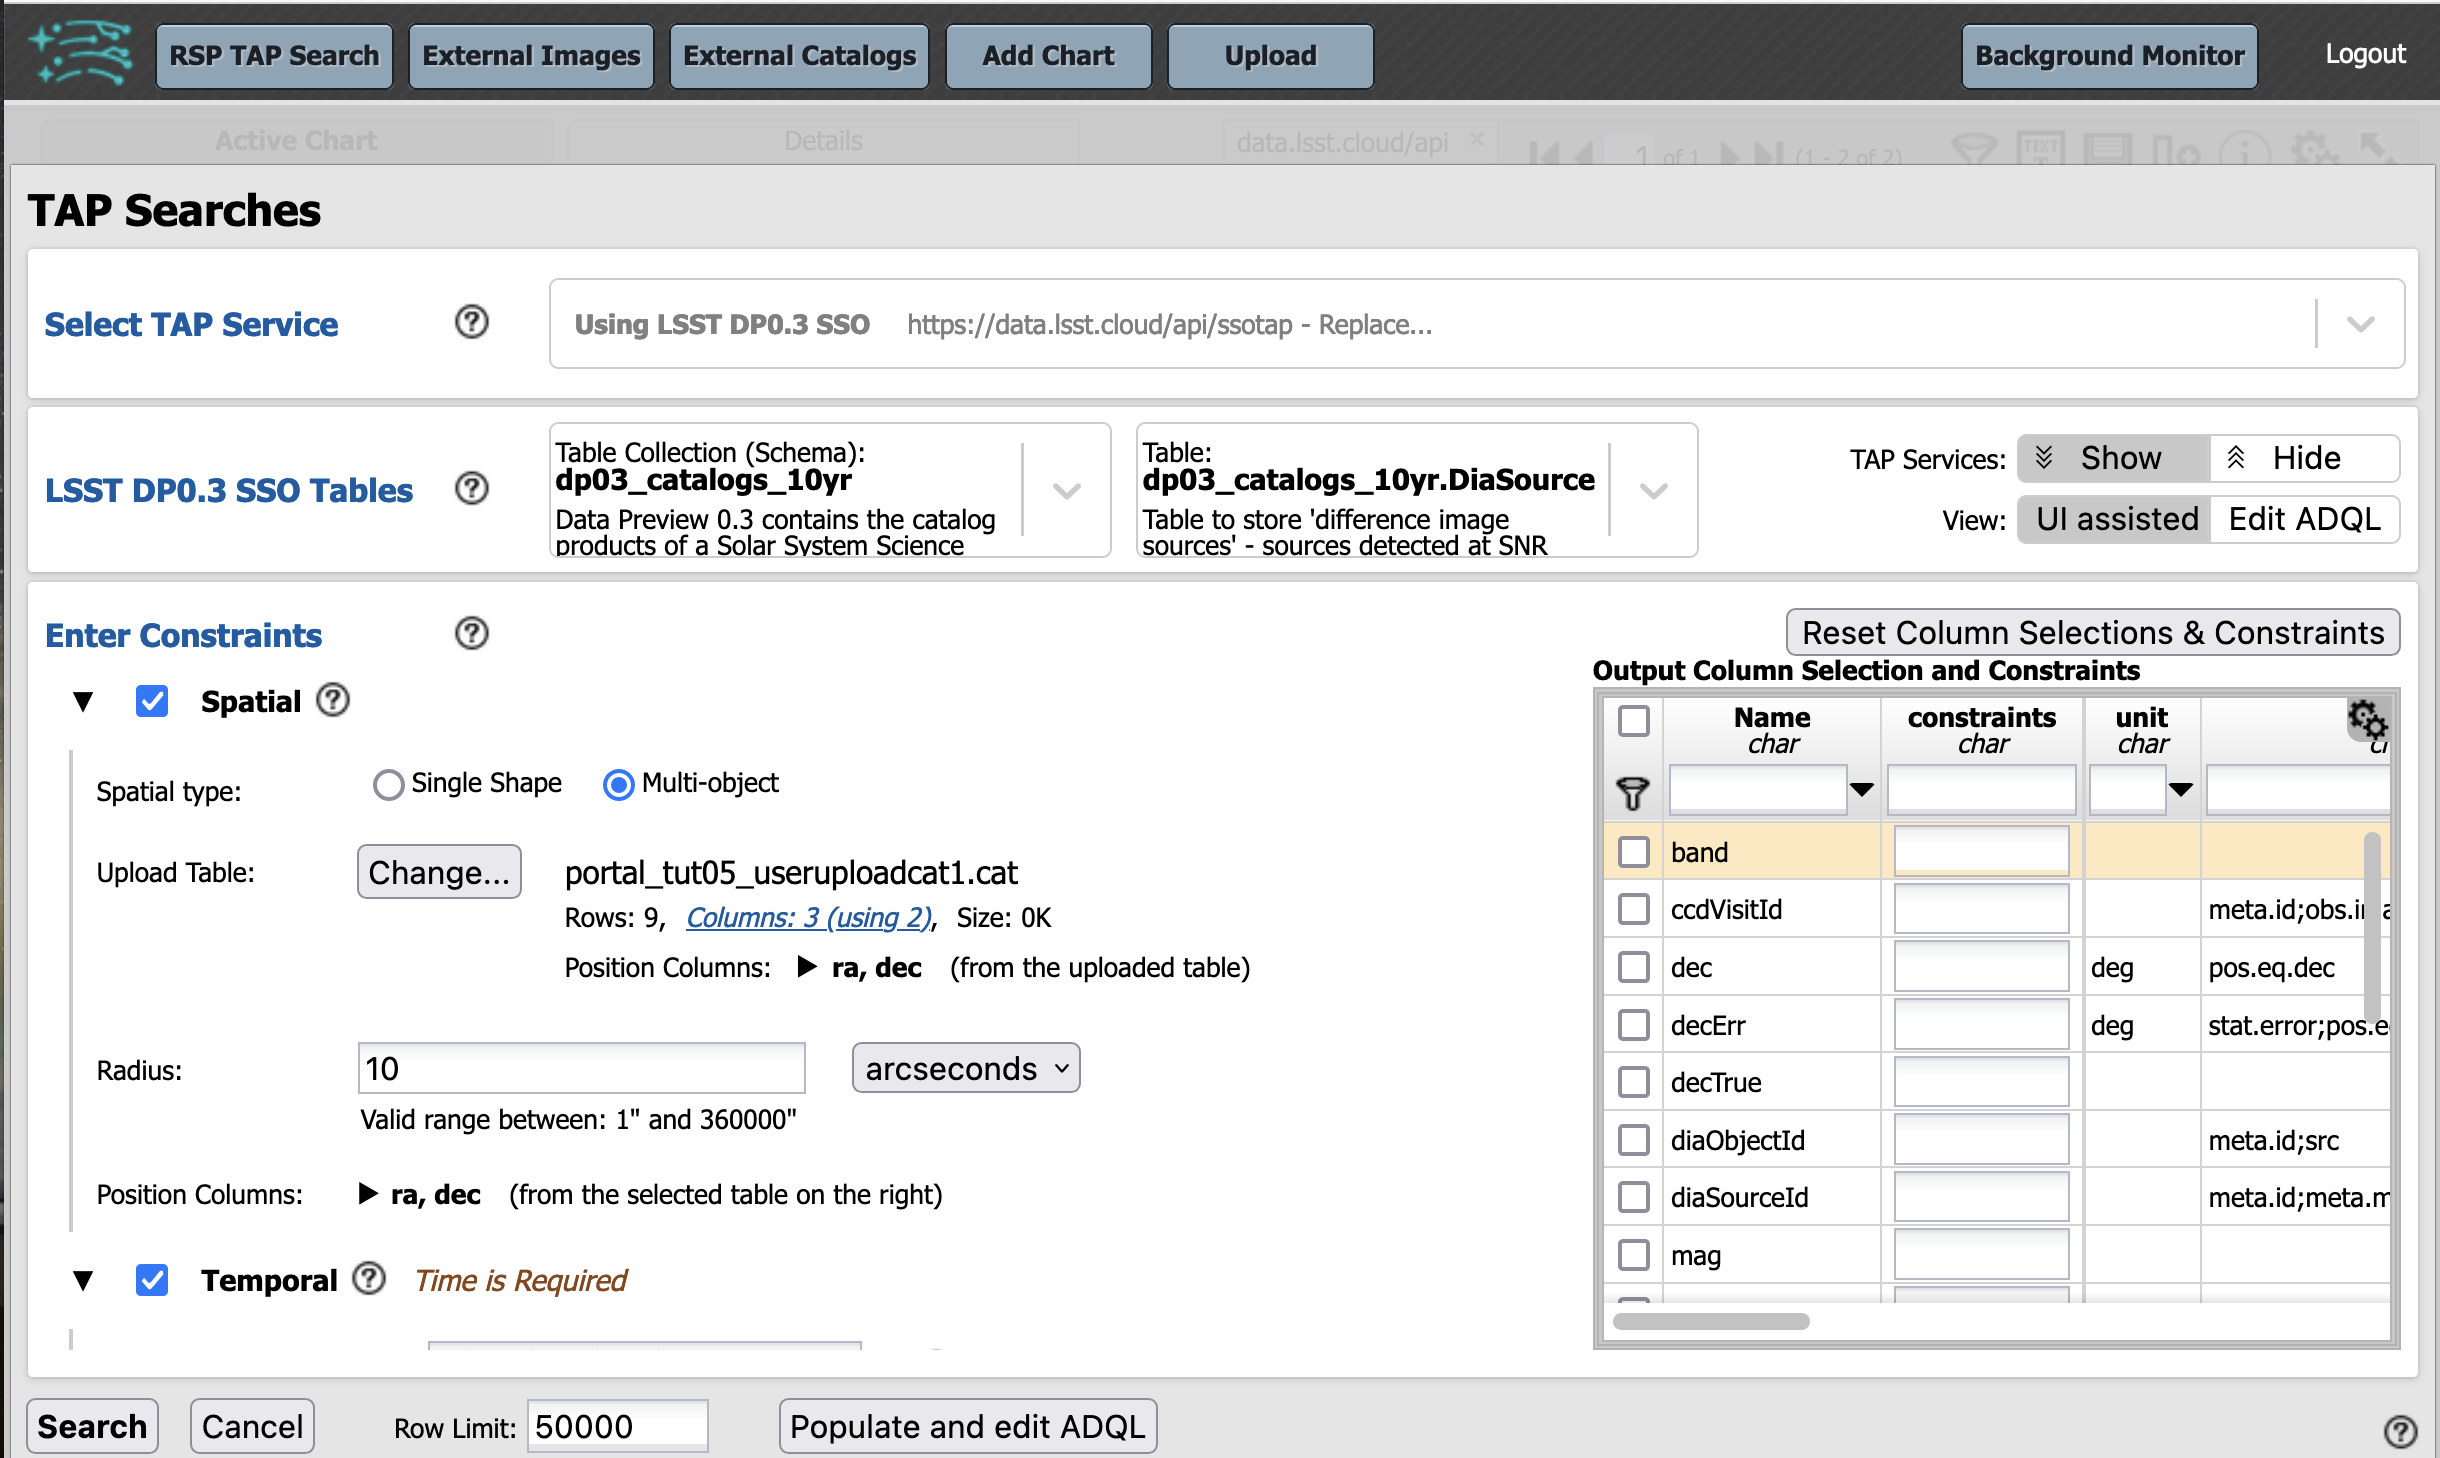 RSP TAP Search External Images External Catalogs Add Chart Upload Background Monitor Logout
Active Chart Details data.lsst.cloud/api × 1 of 1 (1 - 2 of 2) TEXT
TAP Searches
Select TAP Service Using LSST DP0.3 SSO https://data.lsst.cloud/api/ssotap - Replace...
LSST DP0.3 SSO Tables
Table Collection (Schema):
dp03_catalogs_10yr
Data Preview 0.3 contains the catalog
products of a Solar System Science
Table:
dp03_catalogs_10yr.DiaSource
Table to store 'difference image
sources' - sources detected at SNR
TAP Services: Show Hide
View: UI assisted Edit ADQL
Enter Constraints
Reset Column Selections & Constraints
Spatial
Spatial type: Single Shape Multi-object
Upload Table: Change... portal_tut05_useruploadcat1.cat
Rows: 9, Columns: 3 (using 2), Size: 0K
Position Columns: ra, dec (from the uploaded table)
Radius: 10 arcseconds
Valid range between: 1" and 360000"
Position Columns: ra, dec (from the selected table on the right)
Temporal Time is Required
Output Column Selection and Constraints
Name constraints unit
char char char
band
ccdVisitId meta.id;obs.i
dec deg pos.eq.dec
decErr deg stat.error;pos.e
decTrue
diaObjectId meta.id;src
diaSourceId meta.id;meta.m
mag
Search Cancel Row Limit: 50000 Populate and edit ADQL